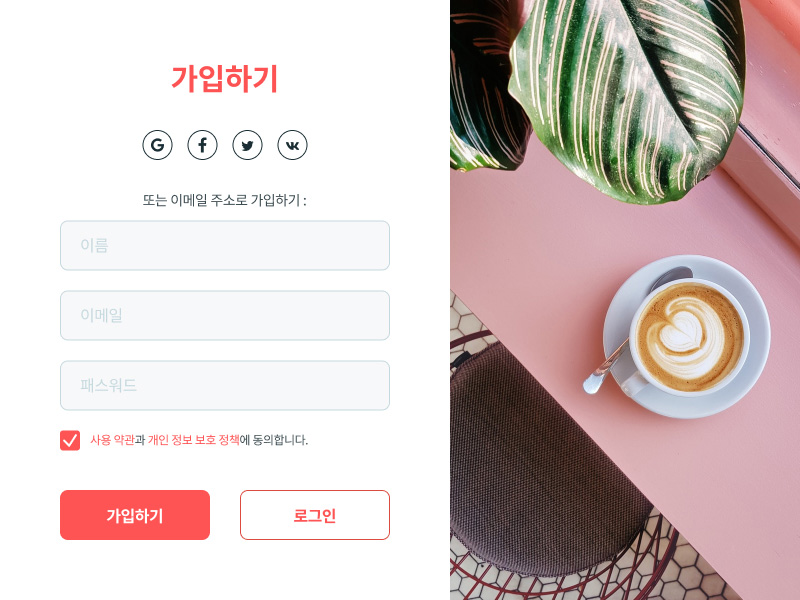 가입하기
또는 이메일 주소로 가입하기 :
이름
이메일
패스워드
사용 약관과 개인 정보 보호 정책에 동의합니다.
가입하기
로그인